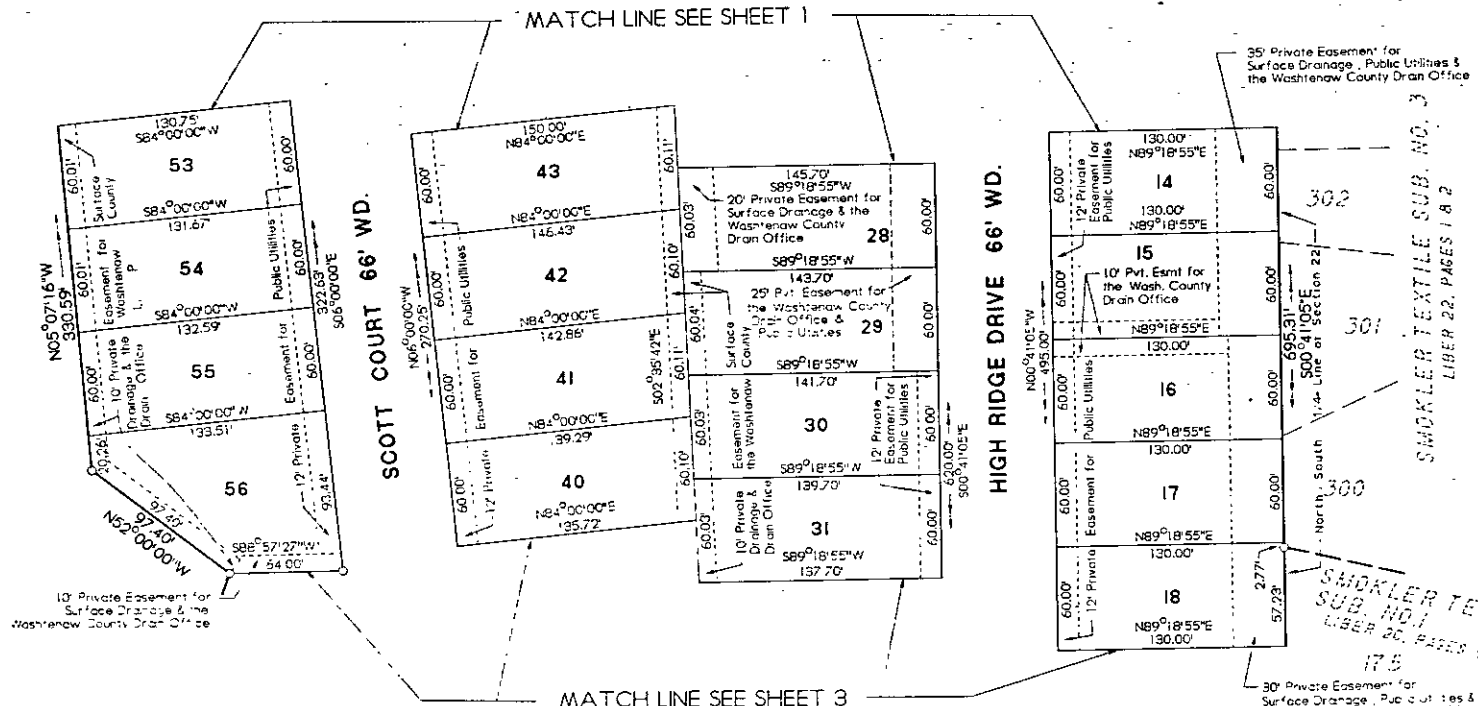 MATCH LINE SEE SHEET 1
130.75'
S84°00'00"W
53
60.01'
60.00'
Surface
County
S84°00'00"W
131.67'
54
60.01'
60.00'
Easement for
Washtenaw
L. P
Public Utilities
S84°00'00"W
132.59'
55
60.00'
60.00'
10' Private
Drainage & the
Drain Office
Easement for
S84°00'00"W
133.51'
56
20.26'
93.44'
12' Private
97.40'
97.40'
N52°00'00"W
S88°57'27"W
64.00'
N05°07'16"W
330.59'
322.63'
S06°00'00"E
10' Private Easement for
Surface Drainage & the
Washtenaw County Drain Office
SCOTT COURT 66' WD.
N06°00'00"W
270.25'
150.00'
N84°00'00"E
43
60.00'
60.11'
N84°00'00"E
146.43'
42
60.00'
60.10'
Public Utilities
N84°00'00"E
142.86'
41
60.00'
60.11'
Easement for
S02°35'42"E
N84°00'00"E
139.29'
40
60.00'
60.10'
12' Private
N84°00'00"E
135.72'
145.70'
S89°18'55"W
20' Private Easement for
Surface Drainage & the
Washtenaw County
Drain Office
28
60.03'
60.00'
S89°18'55"W
143.70'
25' Pvt. Easement for
the Washtenaw County
Drain Office &
Public Utilities
29
60.04'
60.00'
Surface
County
S89°18'55"W
141.70'
30
60.03'
60.00'
Easement for
the Washtenaw
12' Private
Easement for
Public Utilities
S89°18'55"W
139.70'
31
60.03'
60.00'
10' Private
Drainage &
Drain Office
S89°18'55"W
137.70'
620.00'
S00°41'05"E
HIGH RIDGE DRIVE 66' WD.
N00°41'05"W
495.00'
130.00'
N89°18'55"E
14
60.00'
60.00'
12' Private
Easement for
Public Utilities
130.00'
N89°18'55"E
15
60.00'
60.00'
10' Pvt. Esmt for
the Wash. County
Drain Office
N89°18'55"E
130.00'
16
60.00'
60.00'
Public Utilities
N89°18'55"E
130.00'
17
60.00'
60.00'
Easement for
N89°18'55"E
130.00'
18
60.00'
12' Private
N89°18'55"E
130.00'
2.77'
57.23'
695.31'
S00°41'05"E
North - South 1/4 - Line of Section 22
35' Private Easement for
Surface Drainage, Public Utilities &
the Washtenaw County Drain Office
302
301
300
SMOKLER TEXTILE SUB. NO. 3
LIBER 22, PAGES 1 & 2
SMOKLER TE
SUB. NO.1
LIBER 20, PAGES
175
30' Private Easement for
Surface Drainage, Public Utilities &
MATCH LINE SEE SHEET 3